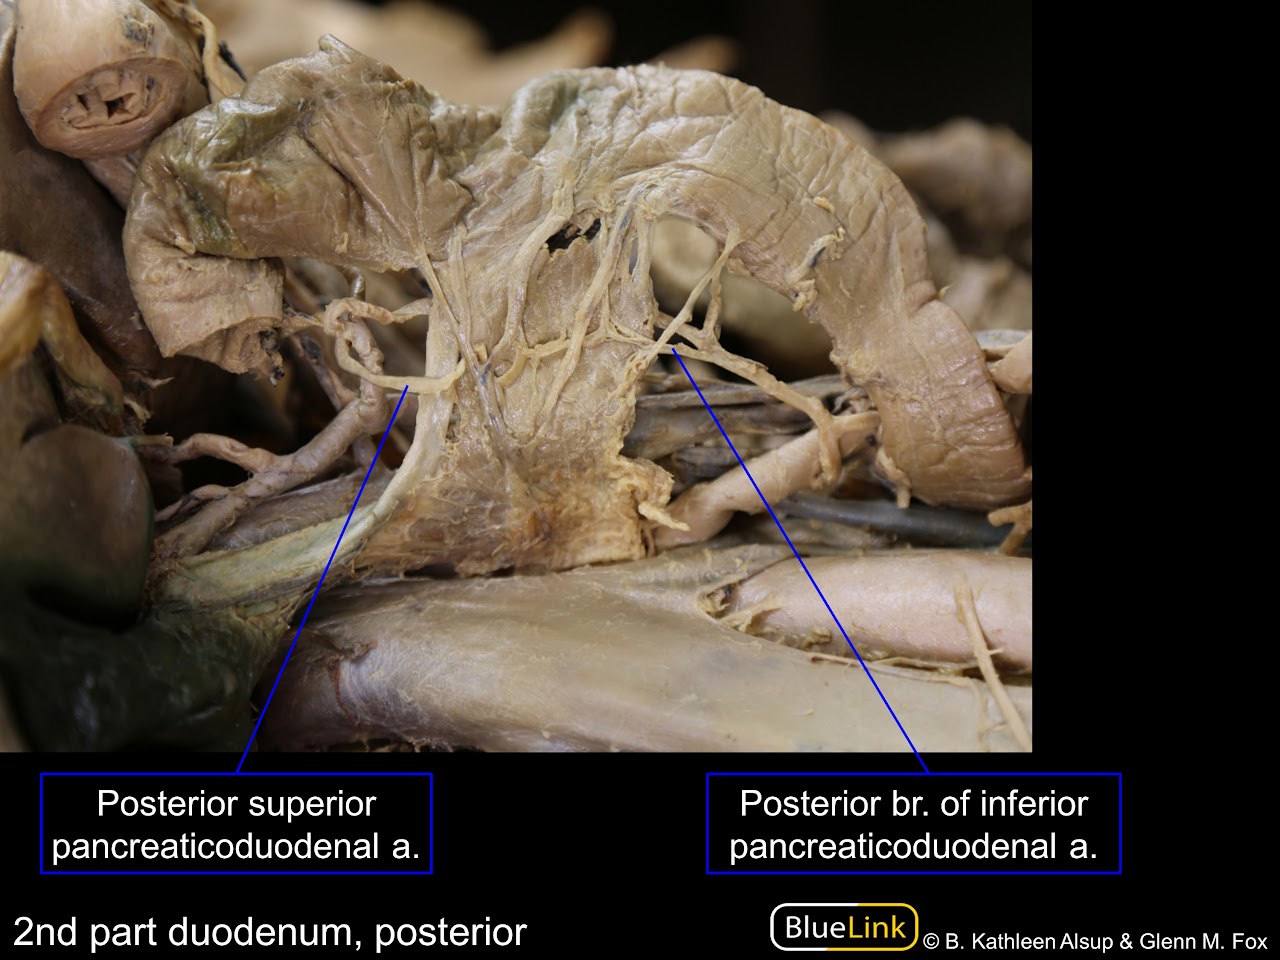 Posterior superior
pancreaticoduodenal a.
Posterior br. of inferior
pancreaticoduodenal a.
2nd part duodenum, posterior
BlueLink
© B. Kathleen Alsup & Glenn M. Fox